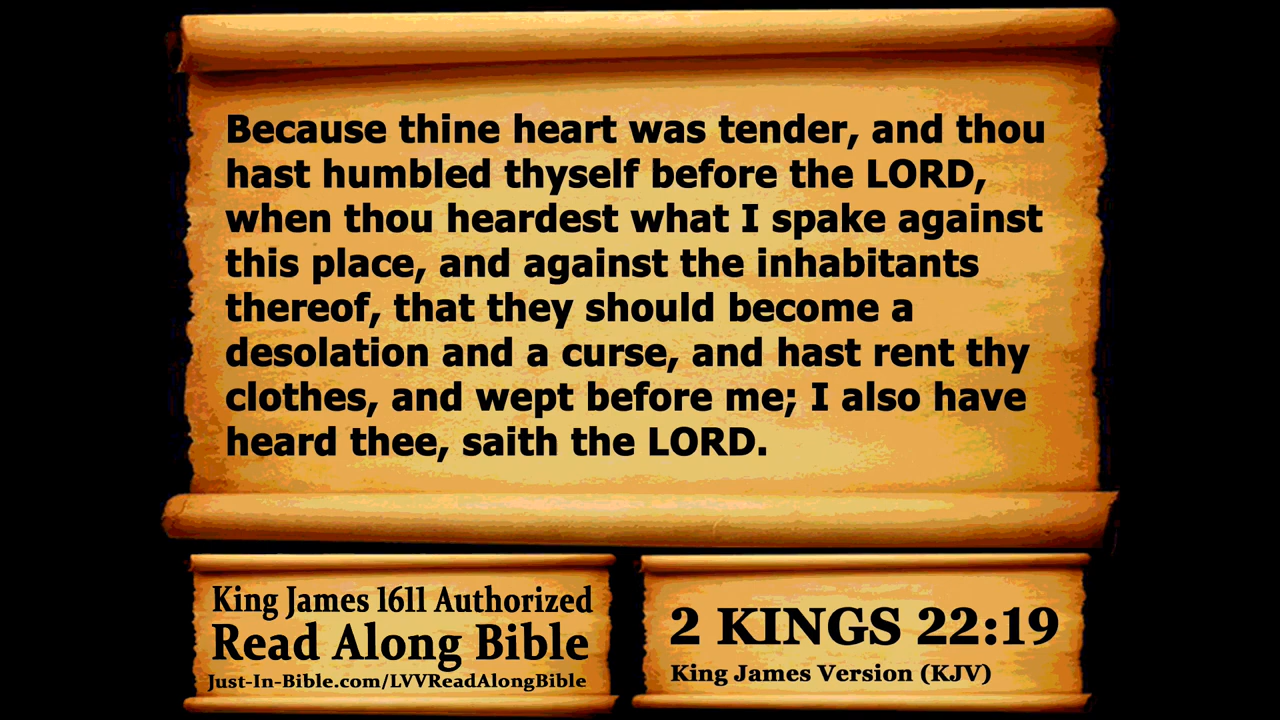 Because thine heart was tender, and thou
hast humbled thyself before the LORD,
when thou heardest what I spake against
this place, and against the inhabitants
thereof, that they should become a
desolation and a curse, and hast rent thy
clothes, and wept before me; I also have
heard thee, saith the LORD.
King James 1611 Authorized
Read Along Bible
Just-In-Bible.com/LVVReadAlongBible
2 KINGS 22:19
King James Version (KJV)